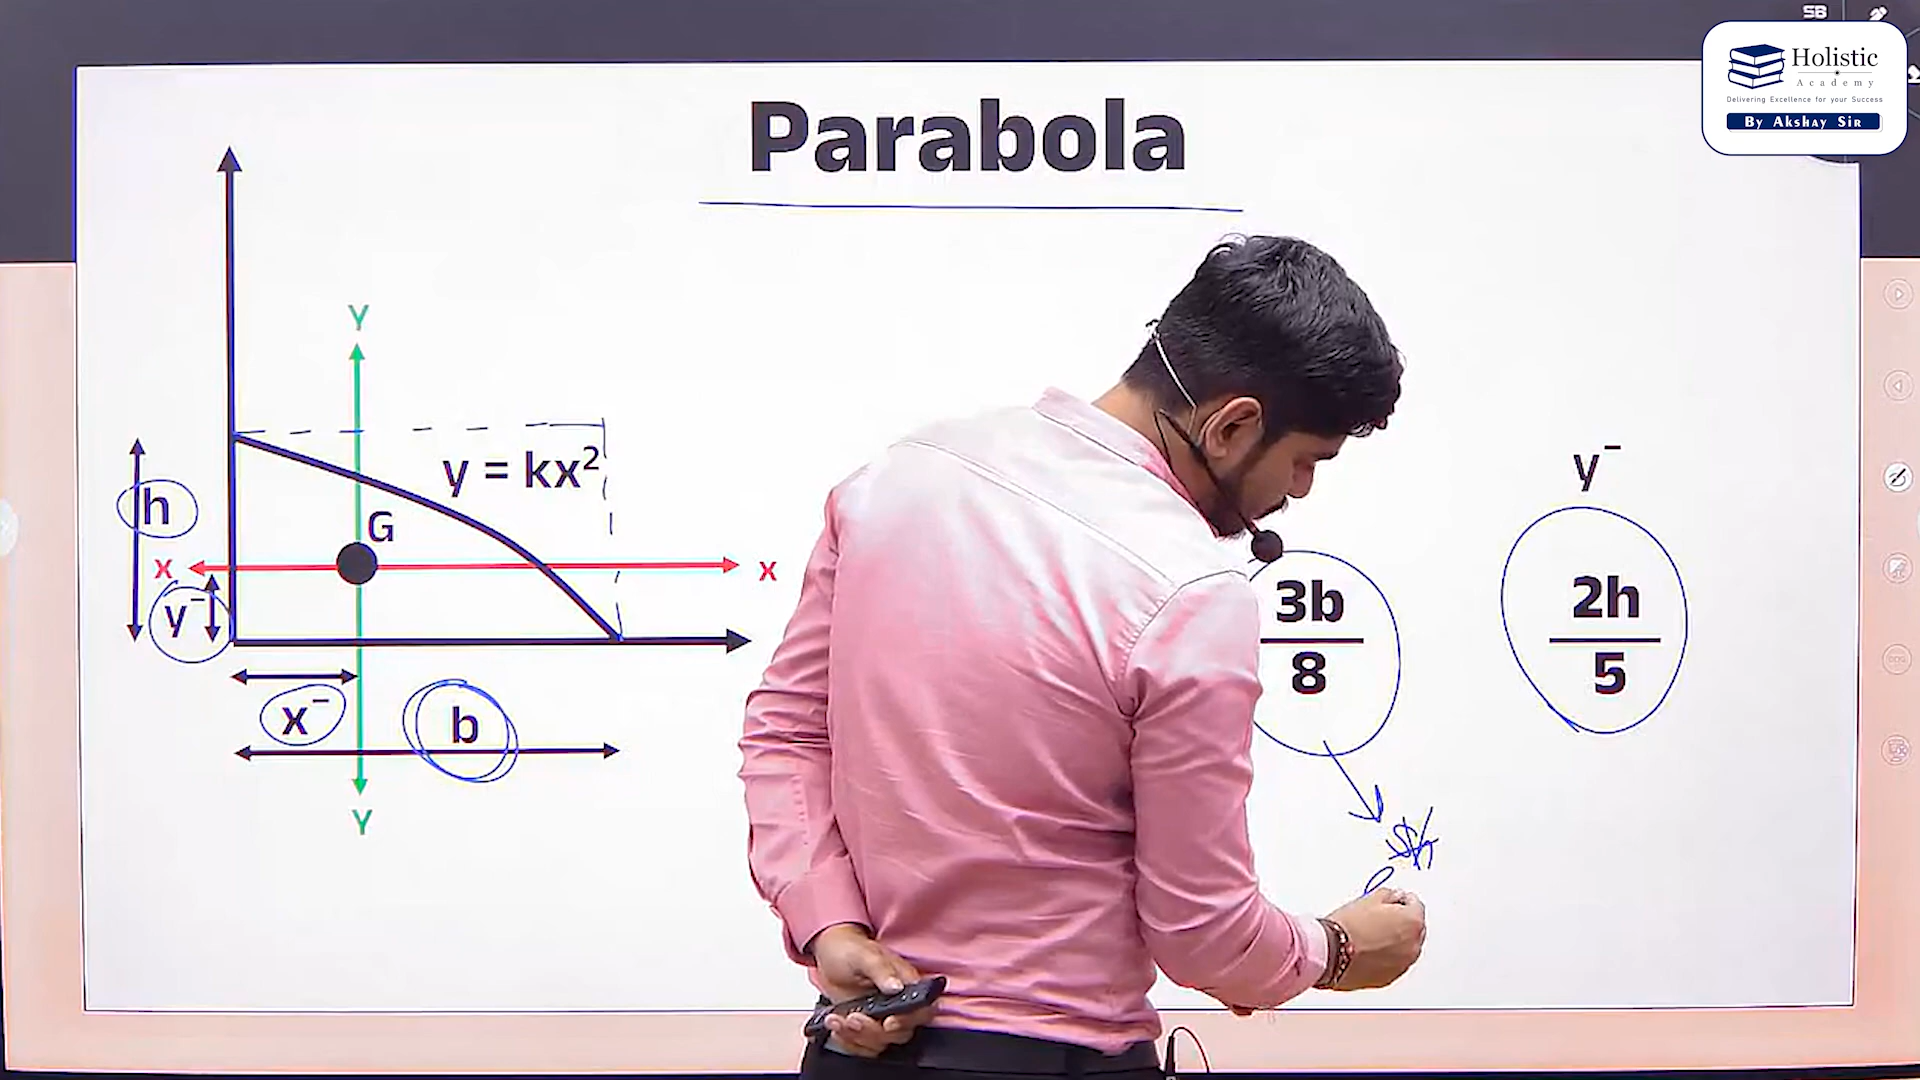 SB
Holistic
Academy
Delivering Excellence for your Success
By Akshay Sir
Parabola
Y
y = kx²
h
G
x
x
y⁻
x⁻
b
Y
y⁻
3b
8
2h
5